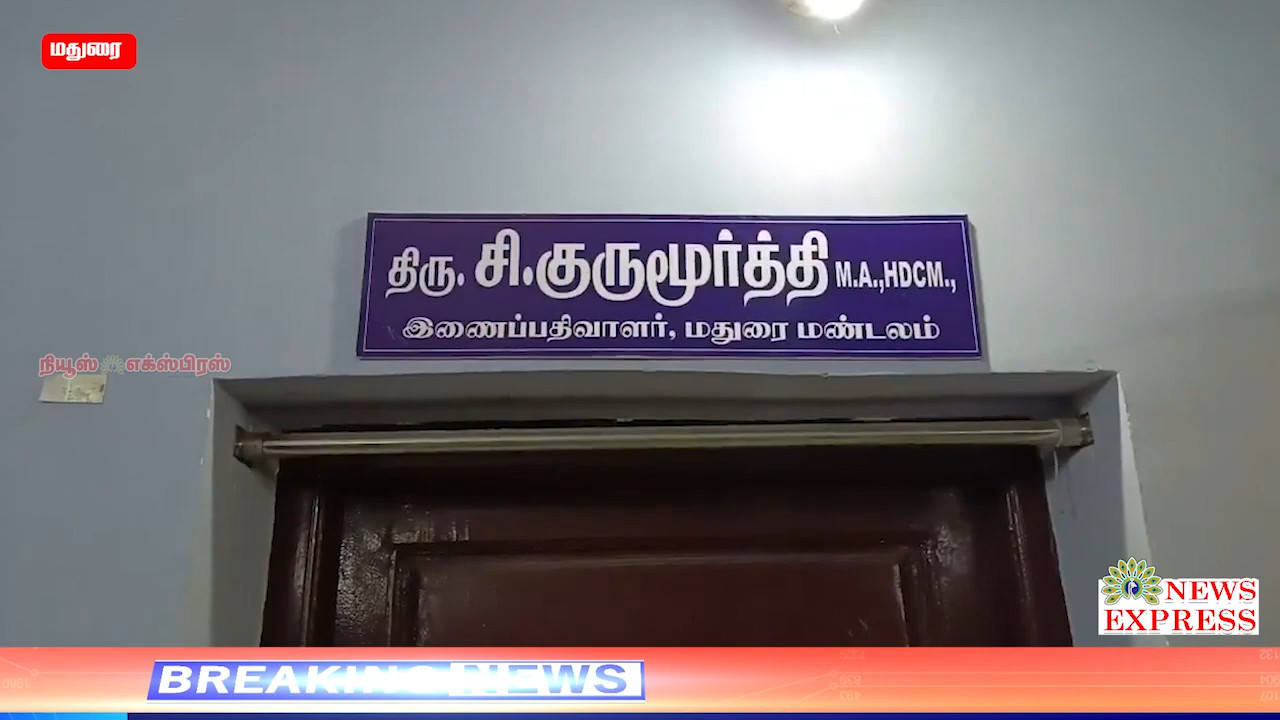 மதுரை
திரு. சி.குருமூர்த்தி M.A.,HDCM.,
இணைப்பதிவாளர், மதுரை மண்டலம்
நியூஸ் எக்ஸ்பிரஸ்
NEWS
EXPRESS
BREAKING NEWS